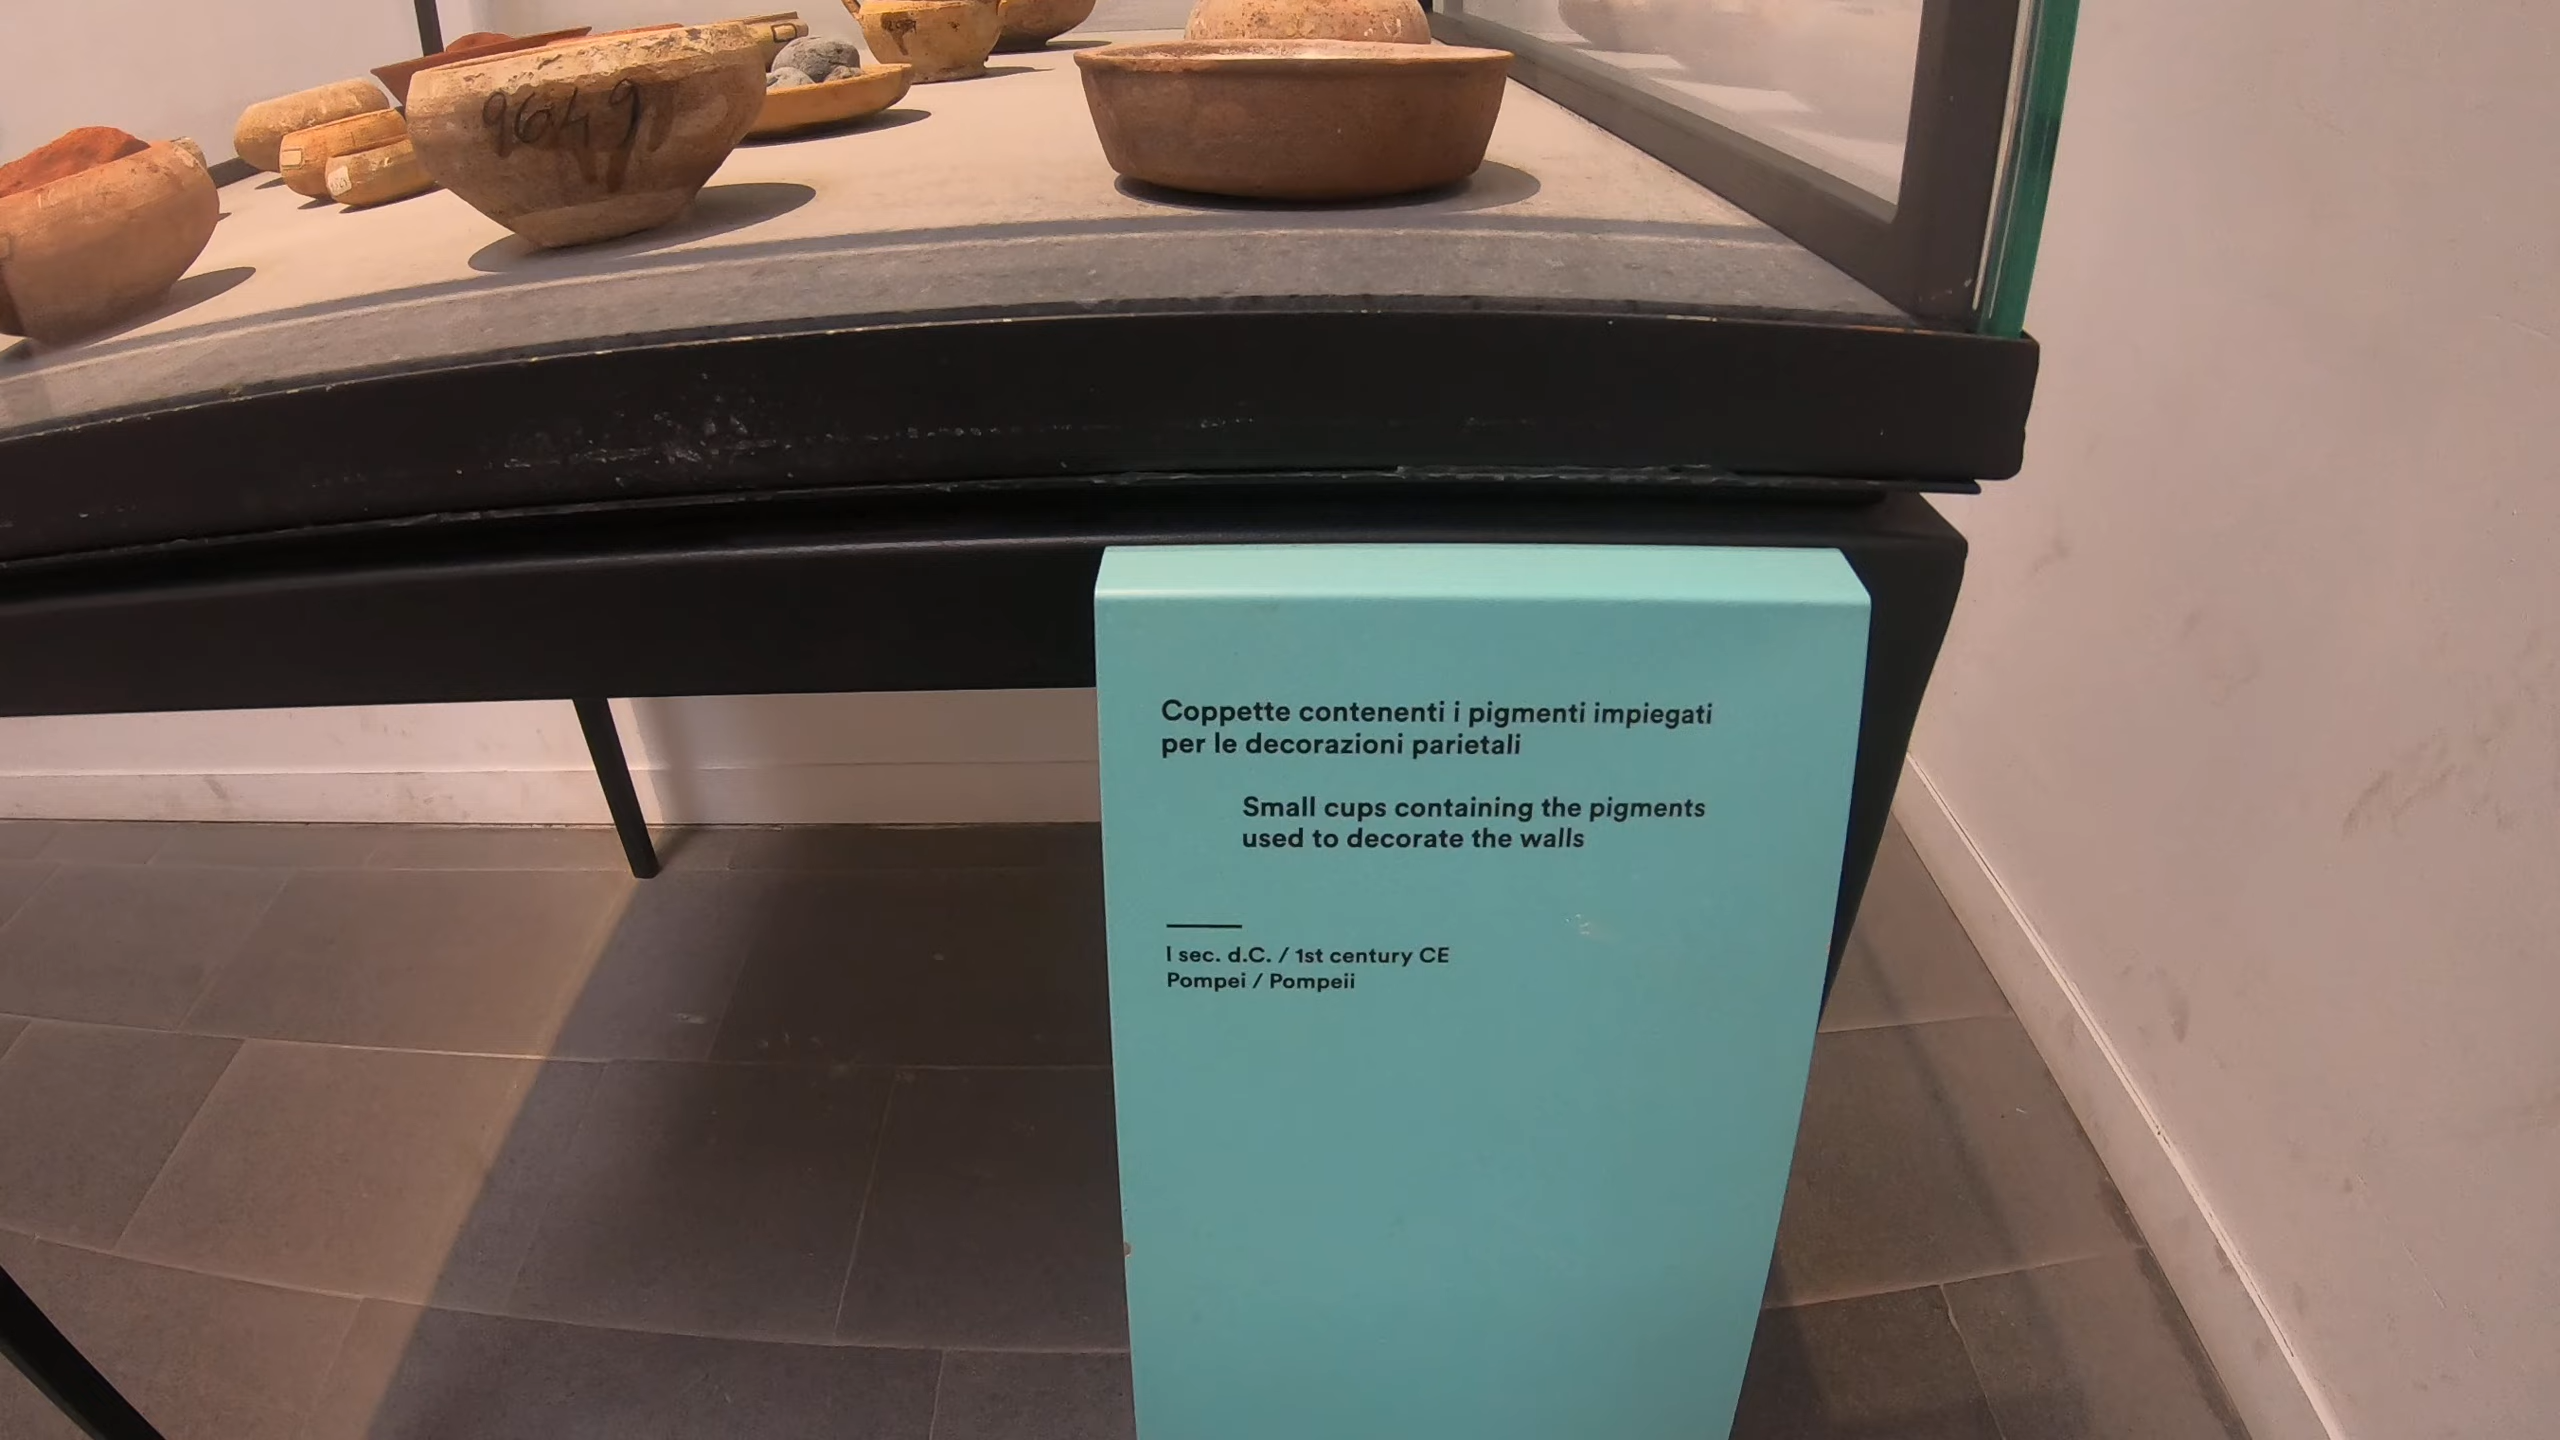 9649
Coppette contenenti i pigmenti impiegati
per le decorazioni parietali
Small cups containing the pigments
used to decorate the walls
I sec. d.C. / 1st century CE
Pompei / Pompeii